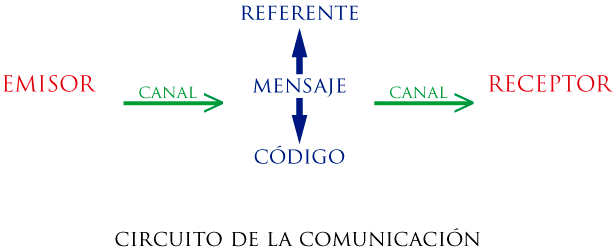 REFERENTE
EMISOR
CANAL
MENSAJE
CANAL
RECEPTOR
CÓDIGO
CIRCUITO DE LA COMUNICACIÓN